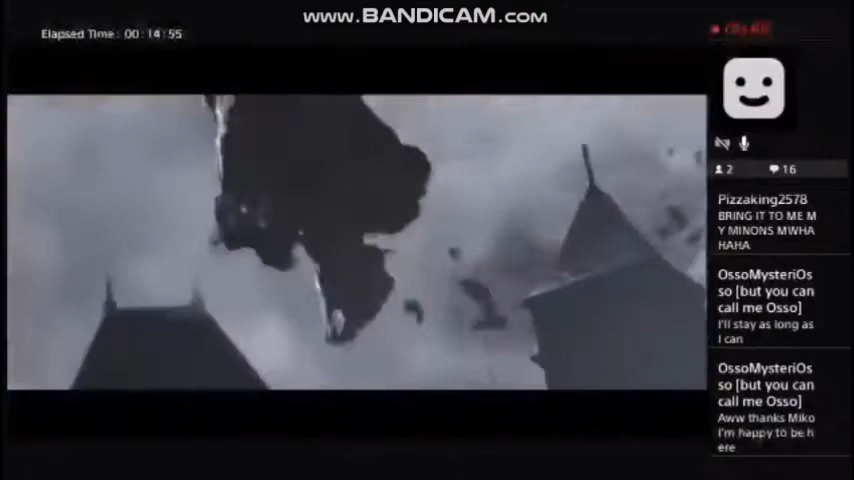 www.BANDICAM.com
Elapsed Time: 00:14:55
2
16
Pizzaking2578
BRING IT TO ME M
Y MINONS MWHA
HAHA
OssoMysteriOs
so [but you can
call me Osso]
I'll stay as long as
I can
OssoMysteriOs
so [but you can
call me Osso]
Aww thanks Miko
I'm happy to be h
ere